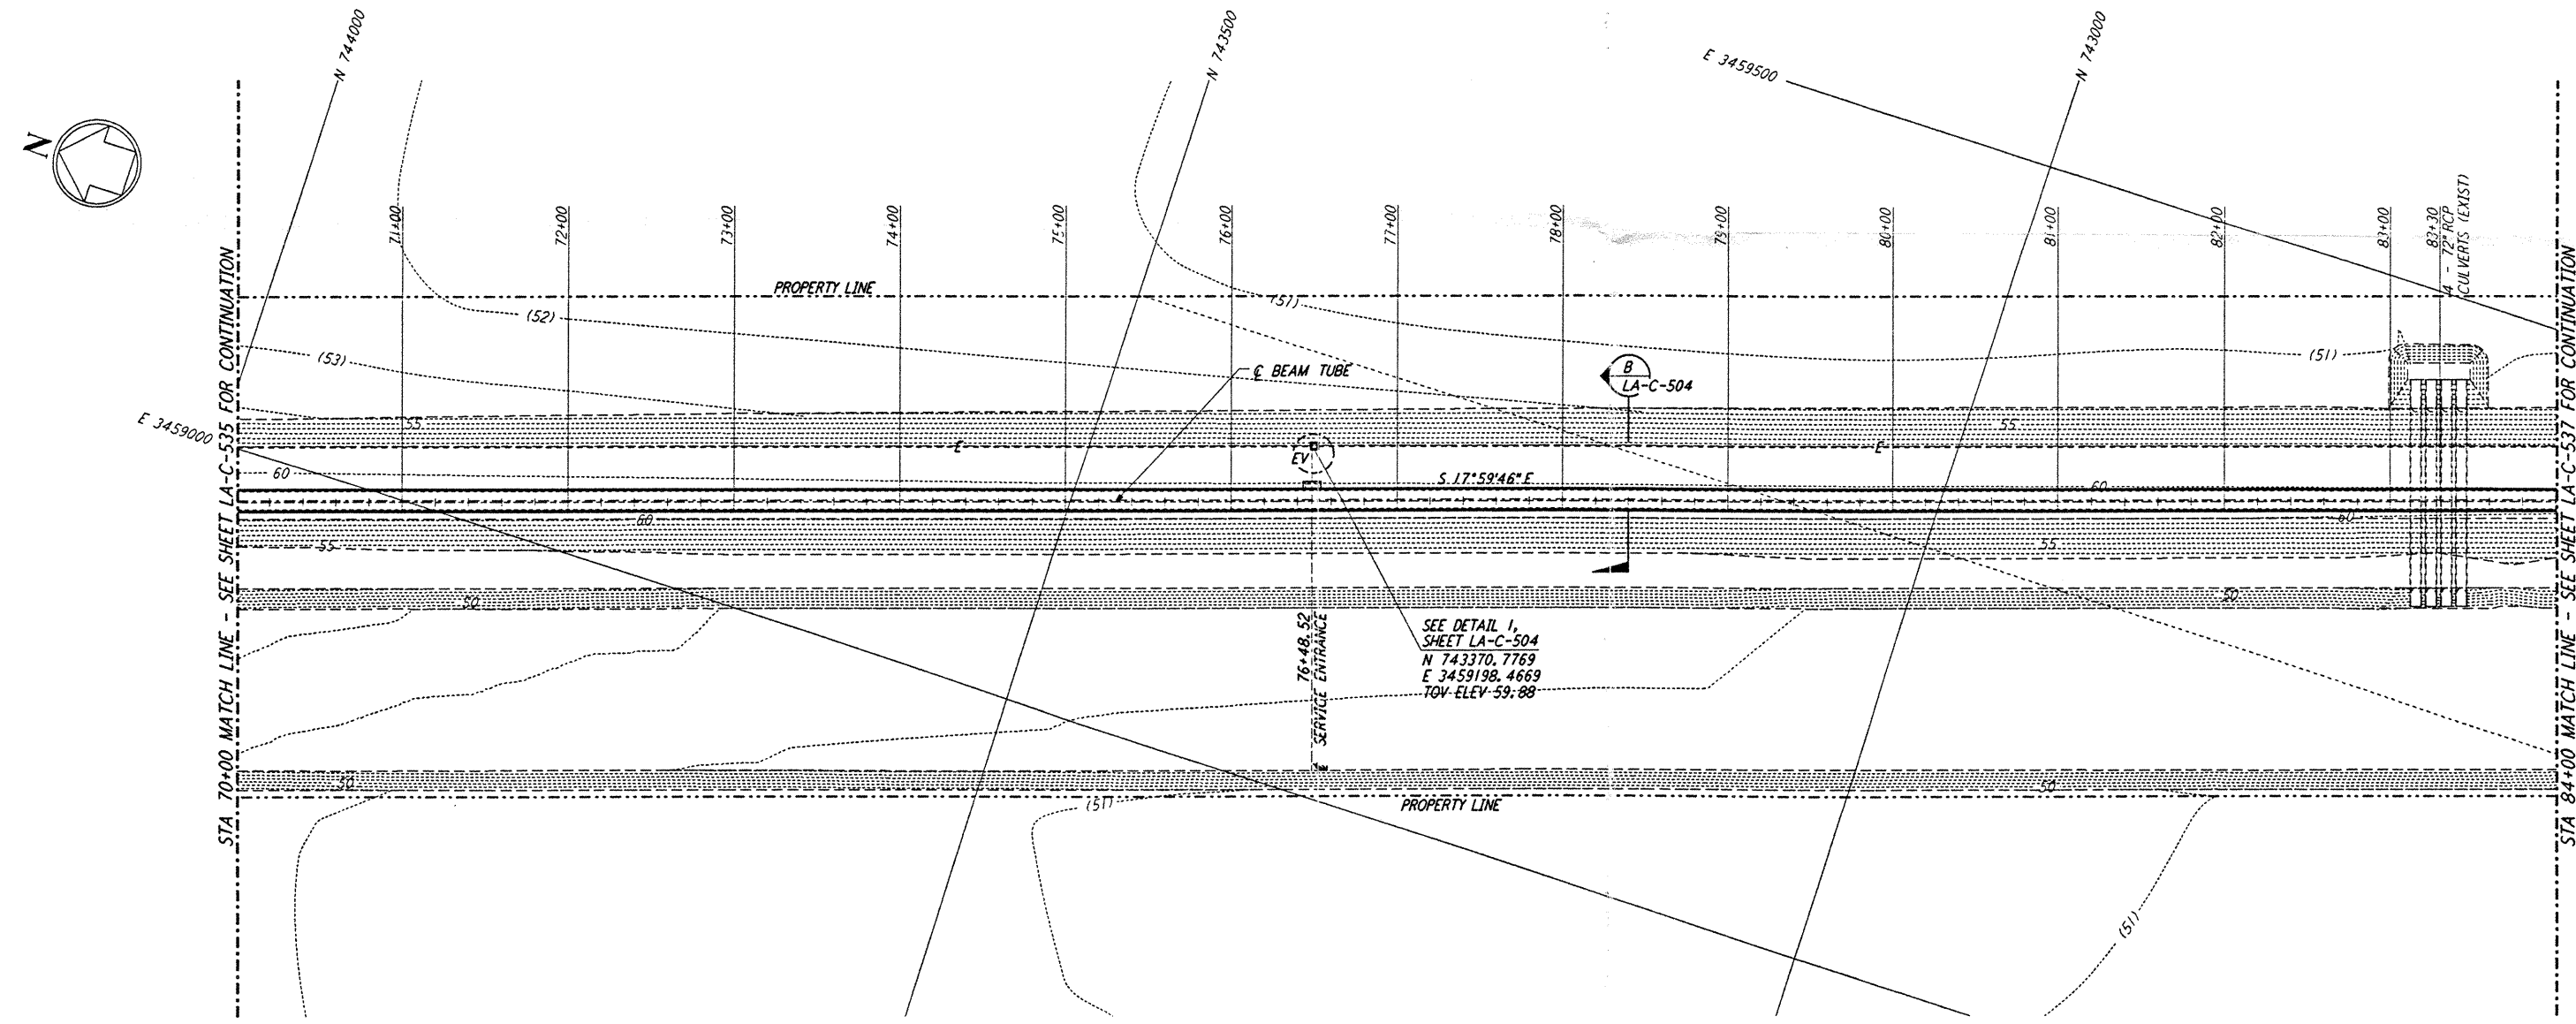 N 744000
N 743500
E 3459500
N 743000
N
71+00
72+00
73+00
74+00
75+00
76+00
77+00
78+00
79+00
80+00
81+00
82+00
83+00
83+30
4 - 72" RCP
CULVERTS (EXIST)
STA 70+00 MATCH LINE - SEE SHEET LA-C-535 FOR CONTINUATION
STA 84+00 MATCH LINE - SEE SHEET LA-C-537 FOR CONTINUATION
PROPERTY LINE
(51)
(52)
(53)
(51)
℄ BEAM TUBE
B
LA-C-504
E 3459000
55
55
E
E
EV
60
S 17°59'46" E
60
60
60
55
55
50
50
76+48.52
SERVICE ENTRANCE
SEE DETAIL 1,
SHEET LA-C-504
N 743370.7769
E 3459198.4669
TOV ELEV 59.88
50
50
(51)
PROPERTY LINE
(51)